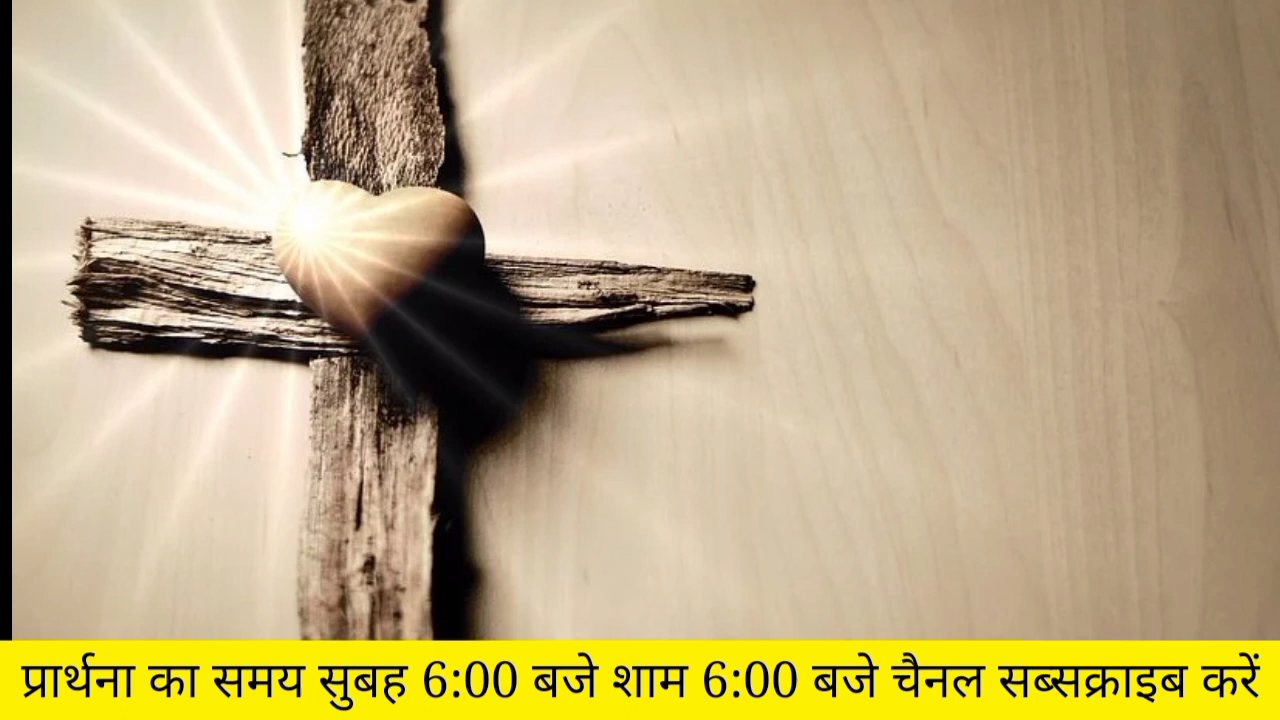 प्रार्थना का समय सुबह 6:00 बजे शाम 6:00 बजे चैनल सब्सक्राइब करें